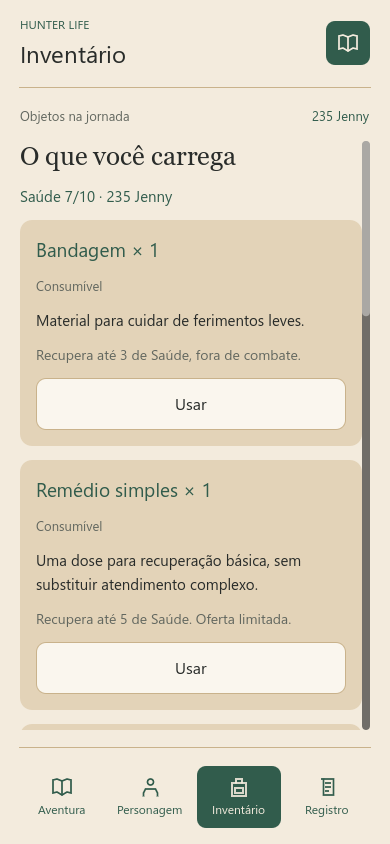 HUNTER LIFE
Inventário
Objetos na jornada
235 Jenny
O que você carrega
Saúde 7/10 · 235 Jenny
Bandagem × 1
Consumível
Material para cuidar de ferimentos leves.
Recupera até 3 de Saúde, fora de combate.
Usar
Remédio simples × 1
Consumível
Uma dose para recuperação básica, sem
substituir atendimento complexo.
Recupera até 5 de Saúde. Oferta limitada.
Usar
Aventura
Personagem
Inventário
Registro